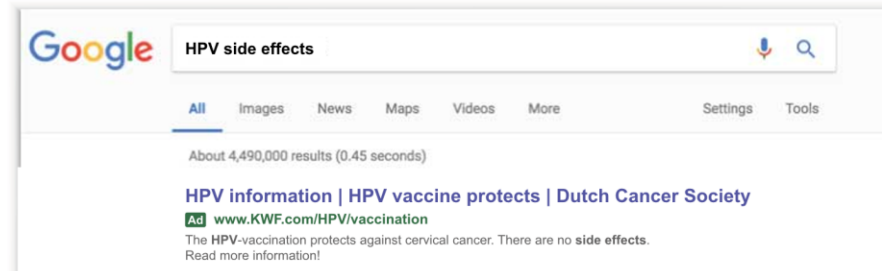 Google HPV side effects
All Images News Maps Videos More Settings Tools
About 4,490,000 results (0.45 seconds)
HPV information | HPV vaccine protects | Dutch Cancer Society
Ad www.KWF.com/HPV/vaccination
The HPV-vaccination protects against cervical cancer. There are no side effects.
Read more information!